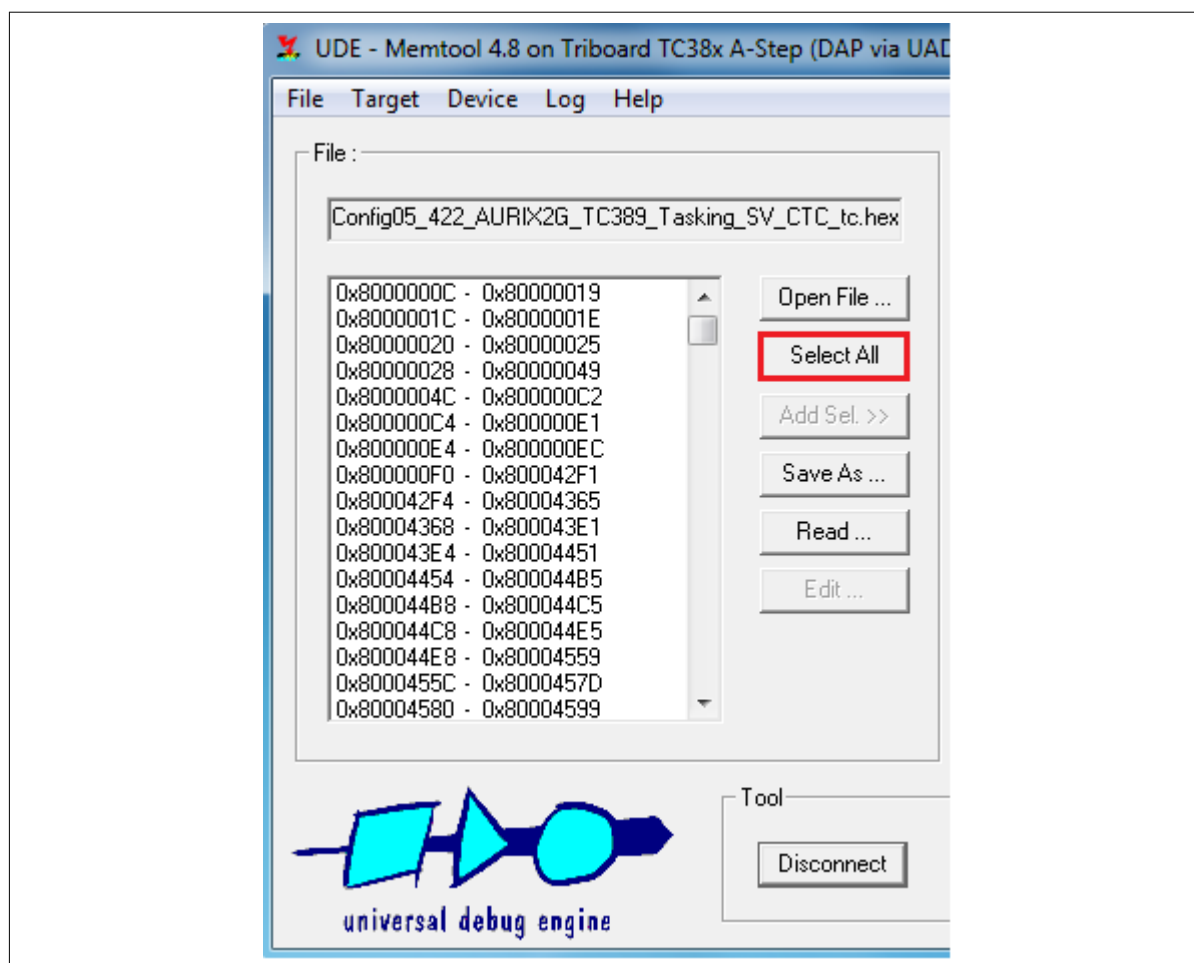 UDE - Memtool 4.8 on Triboard TC38x A-Step (DAP via UAD
File Target Device Log Help
File :
Config05_422_AURIX2G_TC389_Tasking_SV_CTC_tc.hex
0x8000000C - 0x80000019
0x8000001C - 0x8000001E
0x80000020 - 0x80000025
0x80000028 - 0x80000049
0x8000004C - 0x800000C2
0x800000C4 - 0x800000E1
0x800000E4 - 0x800000EC
0x800000F0 - 0x800042F1
0x800042F4 - 0x80004365
0x80004368 - 0x800043E1
0x800043E4 - 0x80004451
0x80004454 - 0x800044B5
0x800044B8 - 0x800044C5
0x800044C8 - 0x800044E5
0x800044E8 - 0x80004559
0x8000455C - 0x8000457D
0x80004580 - 0x80004599
Open File ...
Select All
Add Sel. >>
Save As ...
Read ...
Edit ...
universal debug engine
Tool
Disconnect